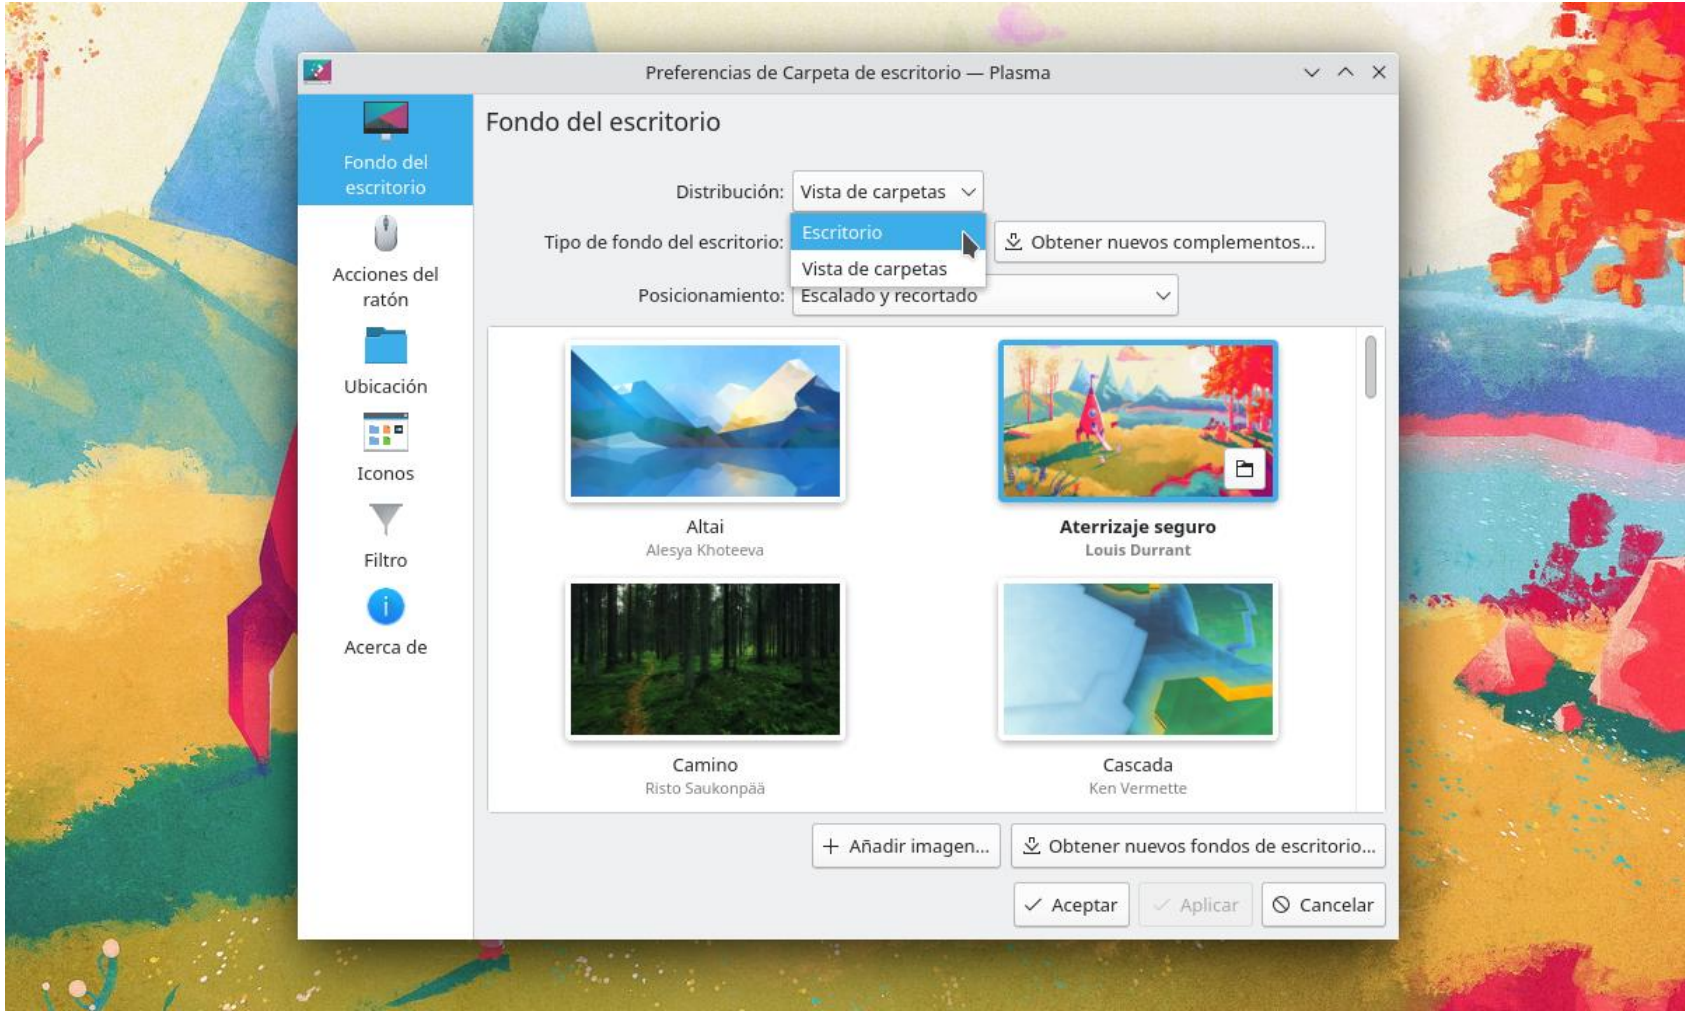 Preferencias de Carpeta de escritorio — Plasma
Fondo del
escritorio
Acciones del
ratón
Ubicación
Iconos
Filtro
Acerca de
Fondo del escritorio
Distribución: Vista de carpetas
Escritorio
Vista de carpetas
Tipo de fondo del escritorio:
Obtener nuevos complementos...
Posicionamiento: Escalado y recortado
Altai
Alesya Khoteeva
Aterrizaje seguro
Louis Durrant
Camino
Risto Saukonpää
Cascada
Ken Vermette
Añadir imagen...
Obtener nuevos fondos de escritorio...
Aceptar
Aplicar
Cancelar